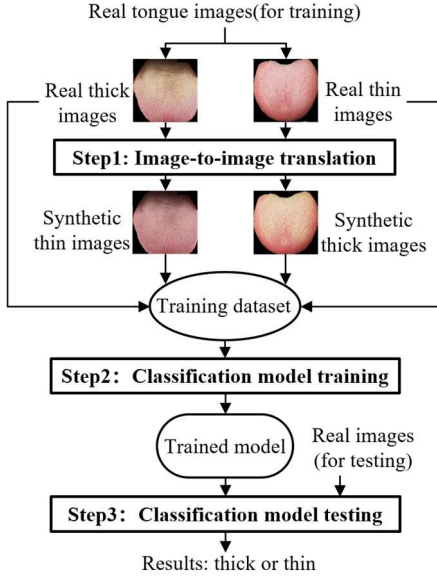 Real tongue images(for training)
Real thick
images
Real thin
images
Step1: Image-to-image translation
Synthetic
thin images
Synthetic
thick images
Training dataset
Step2： Classification model training
Trained model
Real images
(for testing)
Step3： Classification model testing
Results: thick or thin